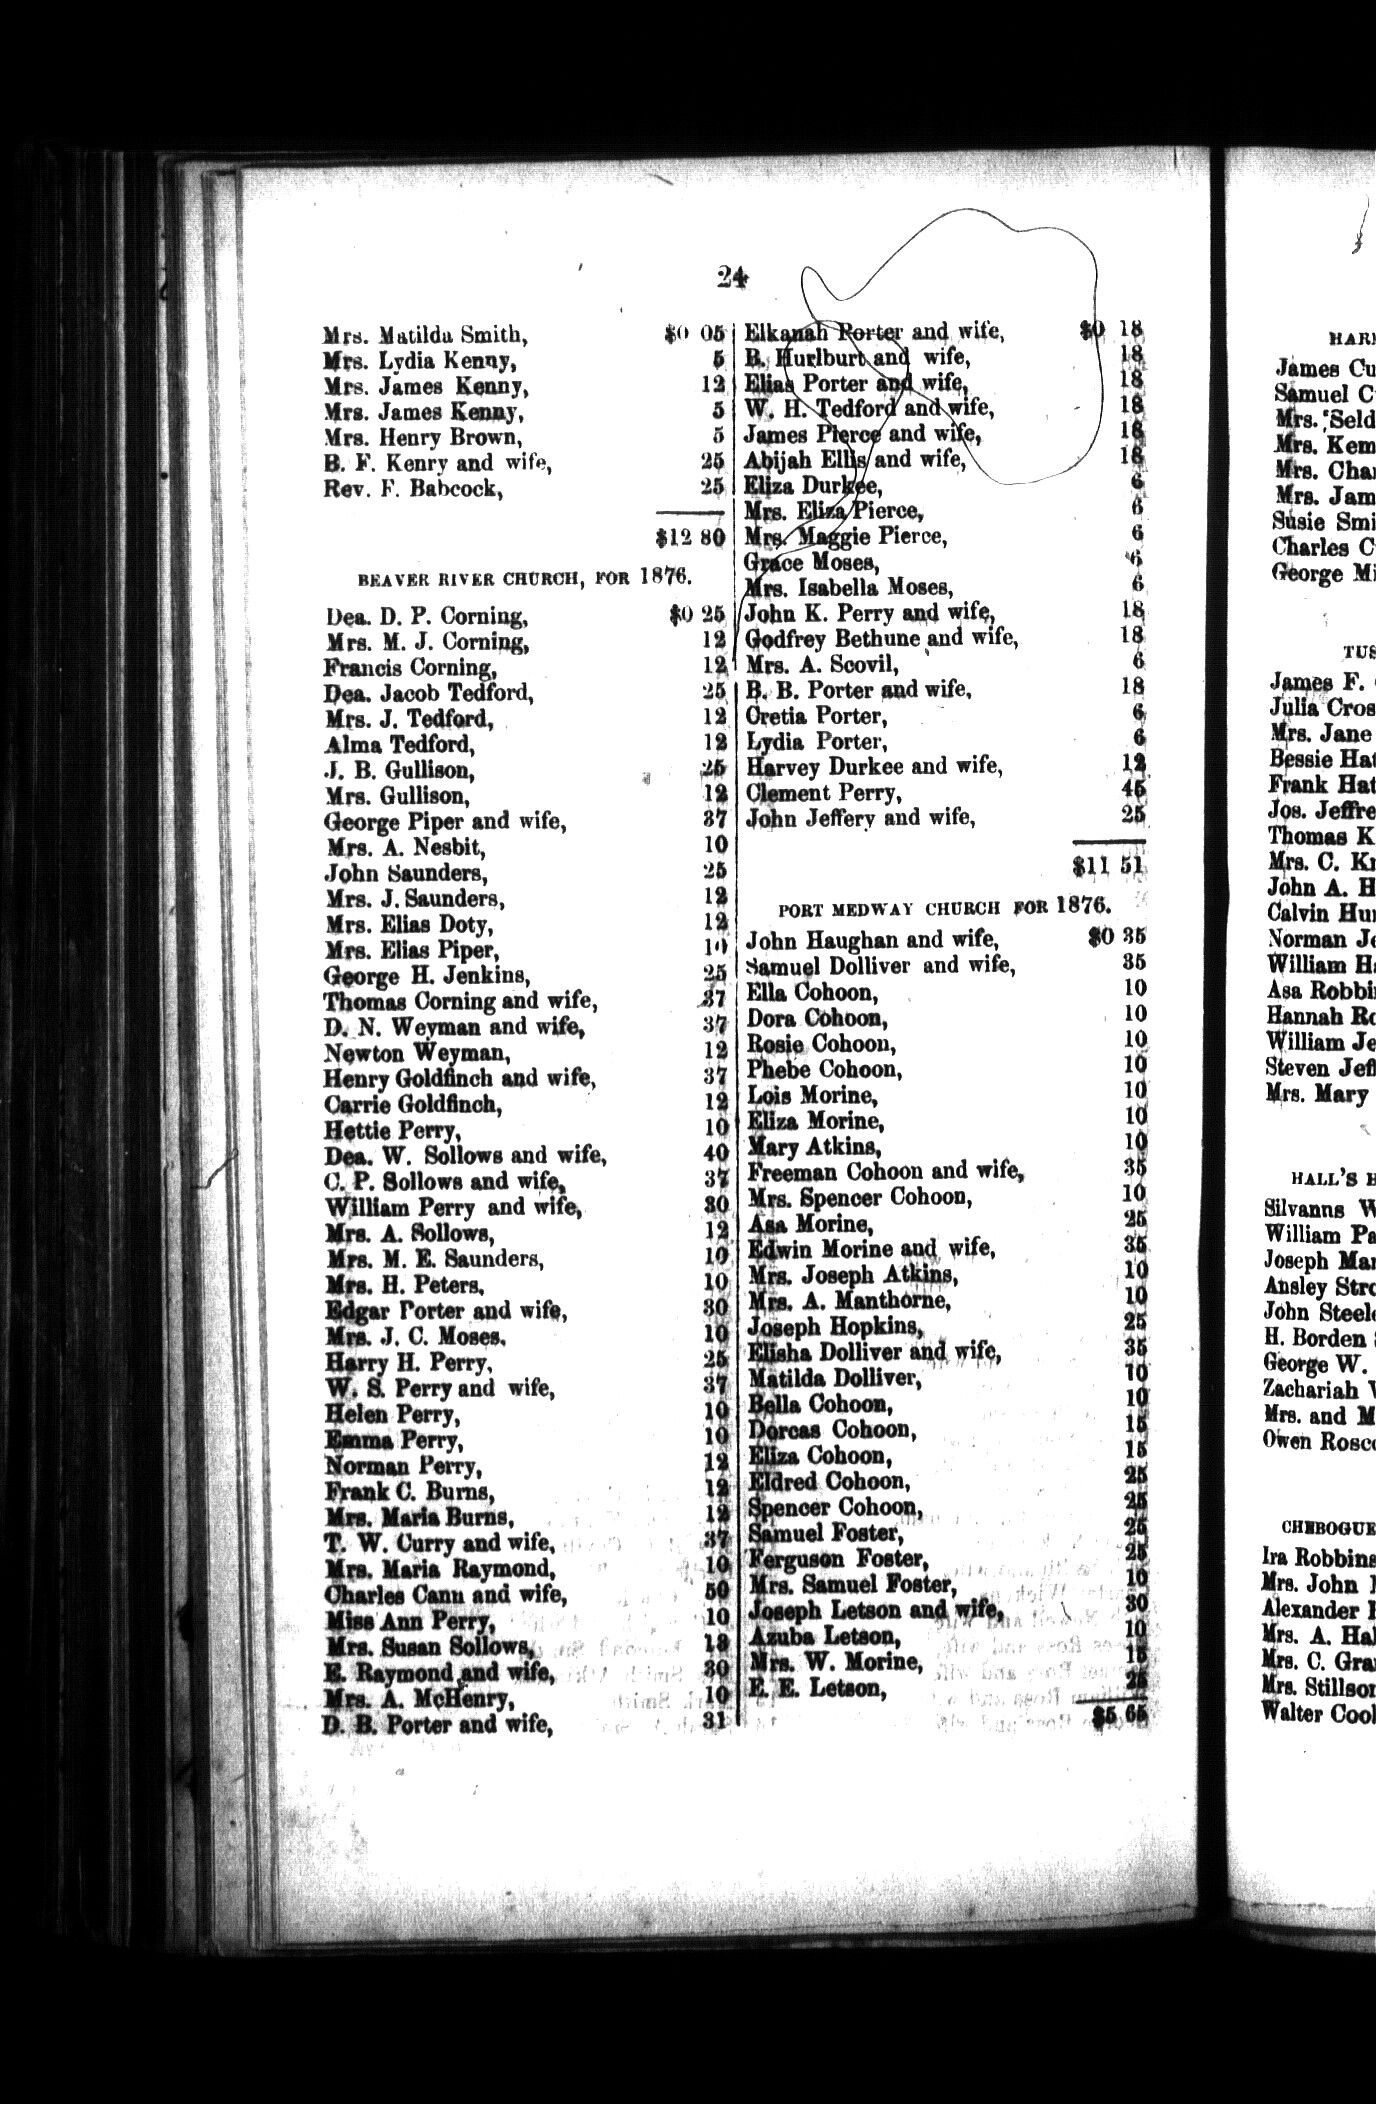 24
Mrs. Matilda Smith, $0 05
Mrs. Lydia Kenny, 5
Mrs. James Kenny, 12
Mrs. James Kenny, 5
Mrs. Henry Brown, 5
B. F. Kenry and wife, 25
Rev. F. Babcock, 25
$12 80
BEAVER RIVER CHURCH, FOR 1876.
Dea. D. P. Corning, $0 25
Mrs. M. J. Corning, 12
Francis Corning, 12
Dea. Jacob Tedford, 25
Mrs. J. Tedford, 12
Alma Tedford, 12
J. B. Gullison, 25
Mrs. Gullison, 12
George Piper and wife, 37
Mrs. A. Nesbit, 10
John Saunders, 25
Mrs. J. Saunders, 12
Mrs. Elias Doty, 12
Mrs. Elias Piper, 10
George H. Jenkins, 25
Thomas Corning and wife, 37
D. N. Weyman and wife, 37
Newton Weyman, 12
Henry Goldfinch and wife, 37
Carrie Goldfinch, 12
Hettie Perry, 10
Dea. W. Sollows and wife, 40
C. P. Sollows and wife, 37
William Perry and wife, 30
Mrs. A. Sollows, 12
Mrs. M. E. Saunders, 10
Mrs. H. Peters, 10
Edgar Porter and wife, 30
Mrs. J. C. Moses, 10
Harry H. Perry, 25
W. S. Perry and wife, 37
Helen Perry, 10
Emma Perry, 10
Norman Perry, 12
Frank C. Burns, 12
Mrs. Maria Burns, 12
T. W. Curry and wife, 37
Mrs. Maria Raymond, 10
Charles Cann and wife, 50
Miss Ann Perry, 10
Mrs. Susan Sollows, 18
E. Raymond and wife, 30
Mrs. A. McHenry, 10
D. B. Porter and wife, 31
Elkanah Porter and wife, $0 18
B. Hurlburt and wife, 18
Elias Porter and wife, 18
W. H. Tedford and wife, 18
James Pierce and wife, 18
Abijah Ellis and wife, 18
Eliza Durkee, 6
Mrs. Eliza Pierce, 6
Mrs. Maggie Pierce, 6
Grace Moses, 6
Mrs. Isabella Moses, 6
John K. Perry and wife, 18
Godfrey Bethune and wife, 18
Mrs. A. Scovil, 6
B. B. Porter and wife, 18
Cretia Porter, 6
Lydia Porter, 6
Harvey Durkee and wife, 12
Clement Perry, 45
John Jeffery and wife, 25
$11 51
PORT MEDWAY CHURCH FOR 1876.
John Haughan and wife, $0 35
Samuel Dolliver and wife, 35
Ella Cohoon, 10
Dora Cohoon, 10
Rosie Cohoon, 10
Phebe Cohoon, 10
Lois Morine, 10
Eliza Morine, 10
Mary Atkins, 10
Freeman Cohoon and wife, 35
Mrs. Spencer Cohoon, 10
Asa Morine, 25
Edwin Morine and wife, 35
Mrs. Joseph Atkins, 10
Mrs. A. Manthorne, 10
Joseph Hopkins, 25
Elisha Dolliver and wife, 35
Matilda Dolliver, 10
Bella Cohoon, 10
Dorcas Cohoon, 15
Eliza Cohoon, 15
Eldred Cohoon, 25
Spencer Cohoon, 25
Samuel Foster, 25
Ferguson Foster, 25
Mrs. Samuel Foster, 10
Joseph Letson and wife, 30
Azuba Letson, 10
Mrs. W. Morine, 15
E. E. Letson, 25
$5 65
HAR
James Cu
Samuel C
Mrs. Seld
Mrs. Kem
Mrs. Char
Mrs. Jam
Susie Smi
Charles C
George Mi
TUS
James F.
Julia Cros
Mrs. Jane
Bessie Hat
Frank Hat
Jos. Jeffre
Thomas K
Mrs. C. Kn
John A. H
Calvin Hur
Norman Je
William Ha
Asa Robbi
Hannah Ro
William Je
Steven Jeff
Mrs. Mary
HALL'S H
Silvanns W
William Pa
Joseph Mar
Ansley Stro
John Steele
H. Borden
George W.
Zachariah
Mrs. and M
Owen Rosco
CHEBOGUE
Ira Robbins
Mrs. John
Alexander
Mrs. A. Hal
Mrs. C. Gra
Mrs. Stillson
Walter Cool